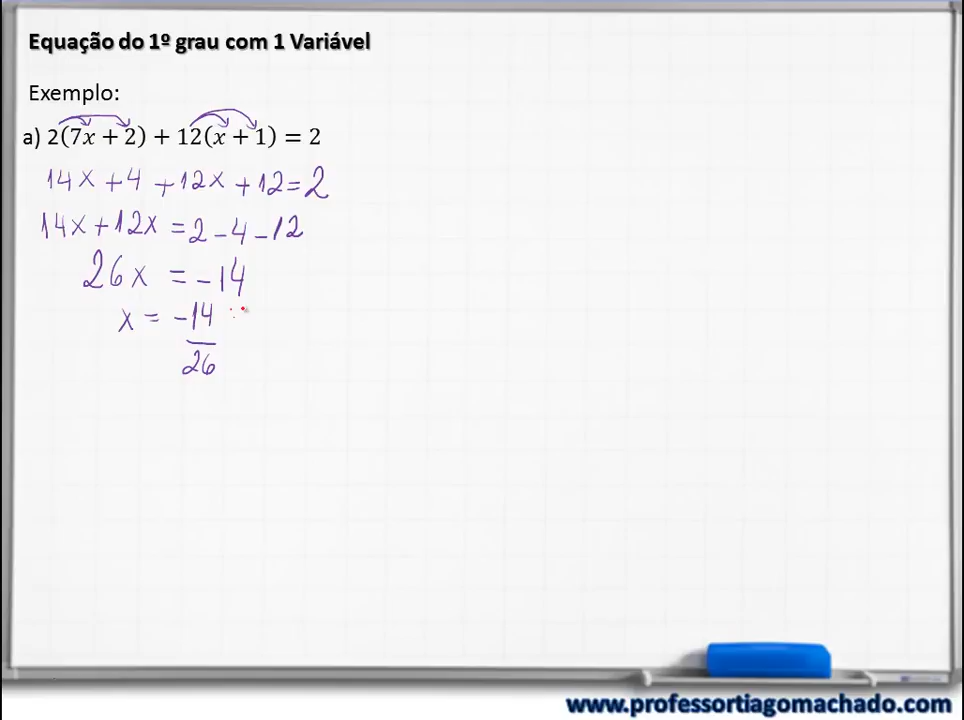 Equação do 1º grau com 1 Variável
Exemplo:
a) 2(7x + 2) + 12(x + 1) = 2
14x + 4 + 12x + 12 = 2
14x + 12x = 2 - 4 - 12
26x = -14
x = -14
26
www.professortiagomachado.com